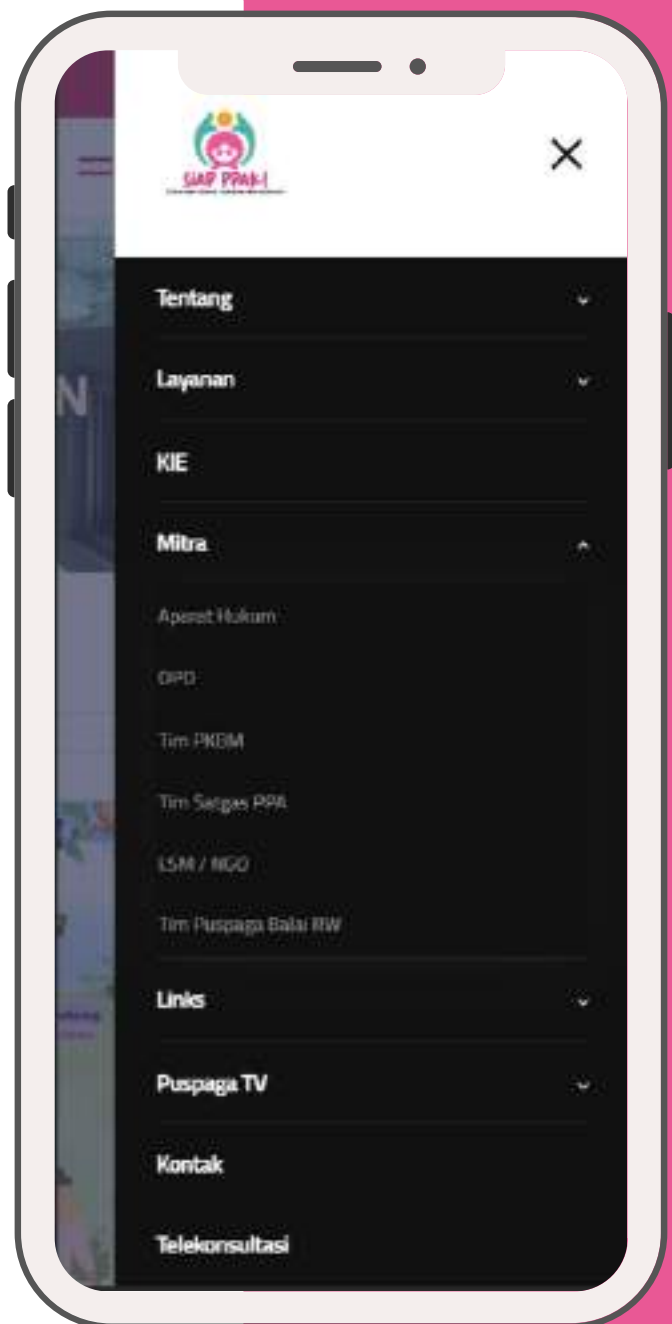 SIAP PPAK!
Tentang
Layanan
KIE
Mitra
Aparat Hukum
OPD
Tim PKBM
Tim Satgas PPA
LSM / NGO
Tim Puspaga Balai RW
Links
Puspaga TV
Kontak
Telekonsultasi
N